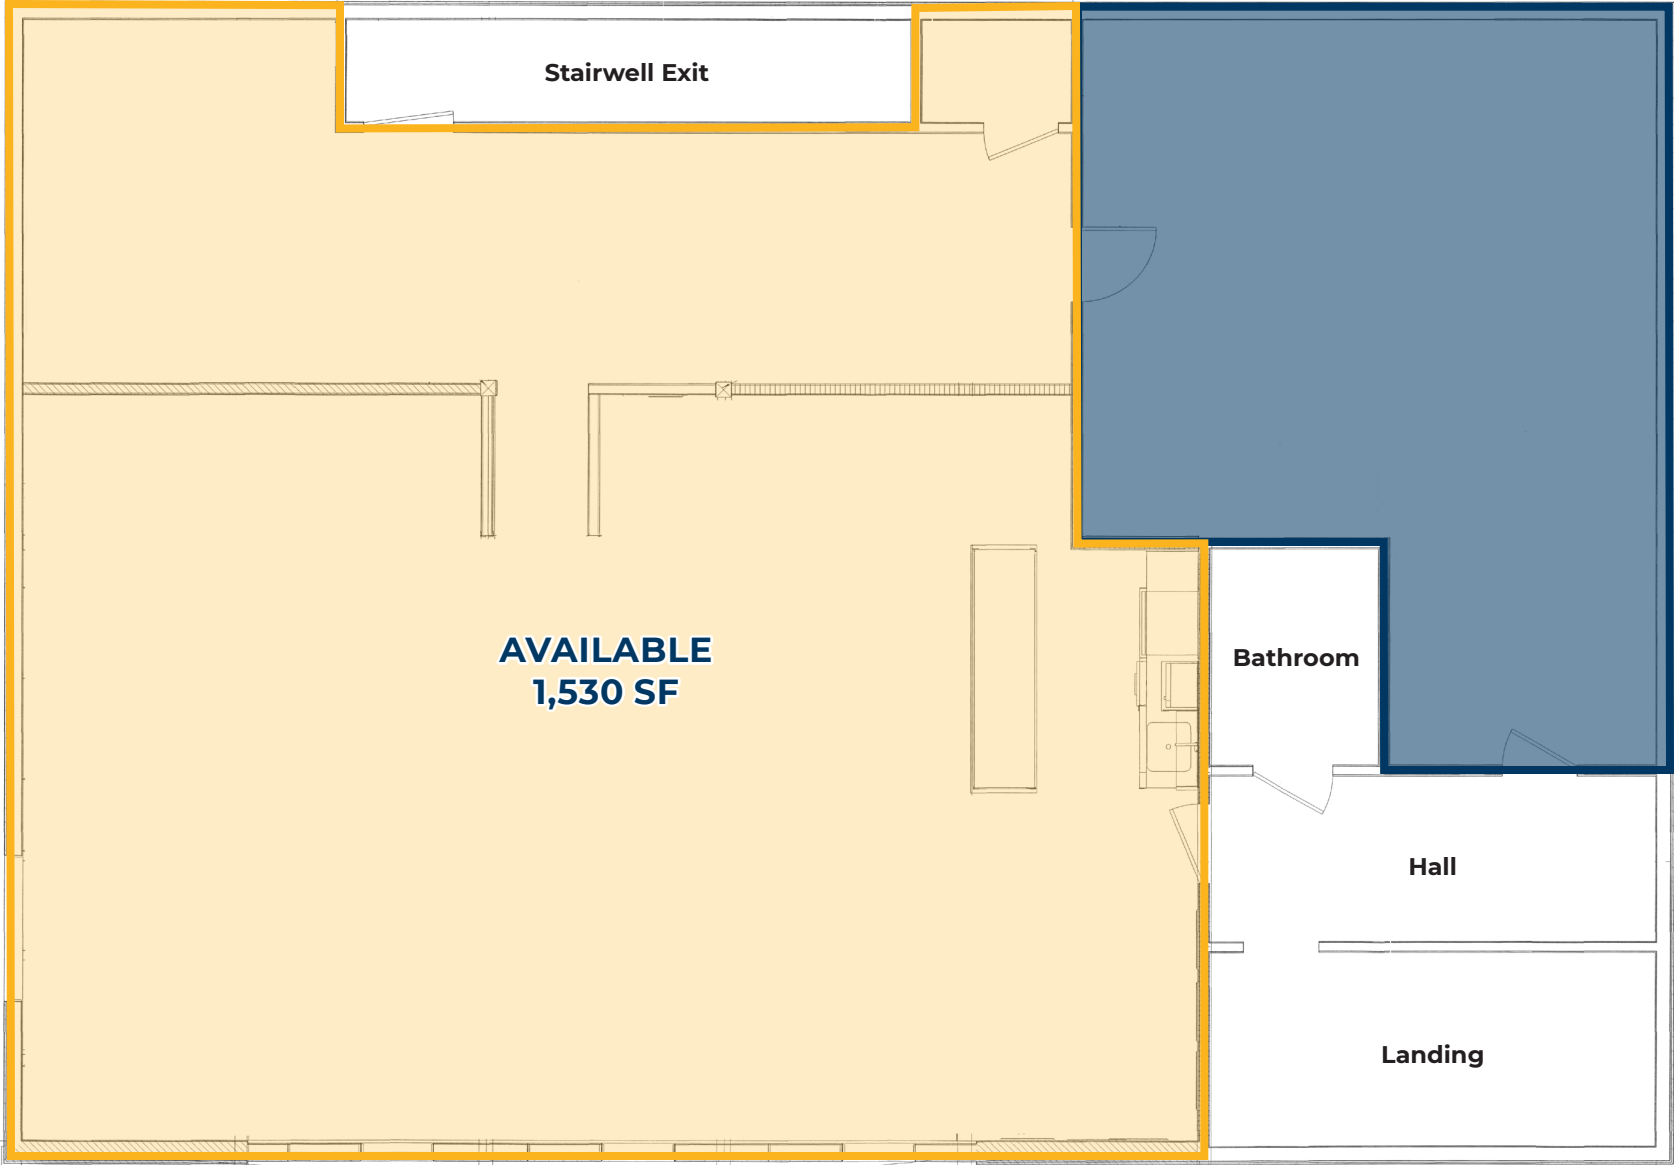 Stairwell Exit
AVAILABLE
1,530 SF
Bathroom
Hall
Landing